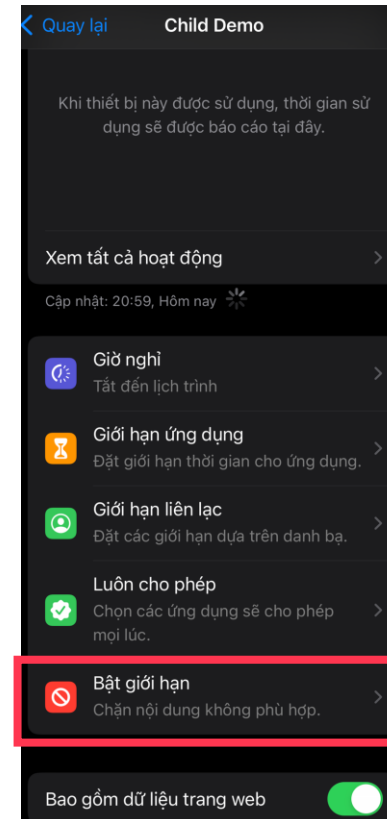 Quay lại
Child Demo
Khi thiết bị này được sử dụng, thời gian sử
dụng sẽ được báo cáo tại đây.
Xem tất cả hoạt động
Cập nhật: 20:59, Hôm nay
Giờ nghỉ
Tắt đến lịch trình
Giới hạn ứng dụng
Đặt giới hạn thời gian cho ứng dụng.
Giới hạn liên lạc
Đặt các giới hạn dựa trên danh bạ.
Luôn cho phép
Chọn các ứng dụng sẽ cho phép
mọi lúc.
Bật giới hạn
Chặn nội dung không phù hợp.
Bao gồm dữ liệu trang web